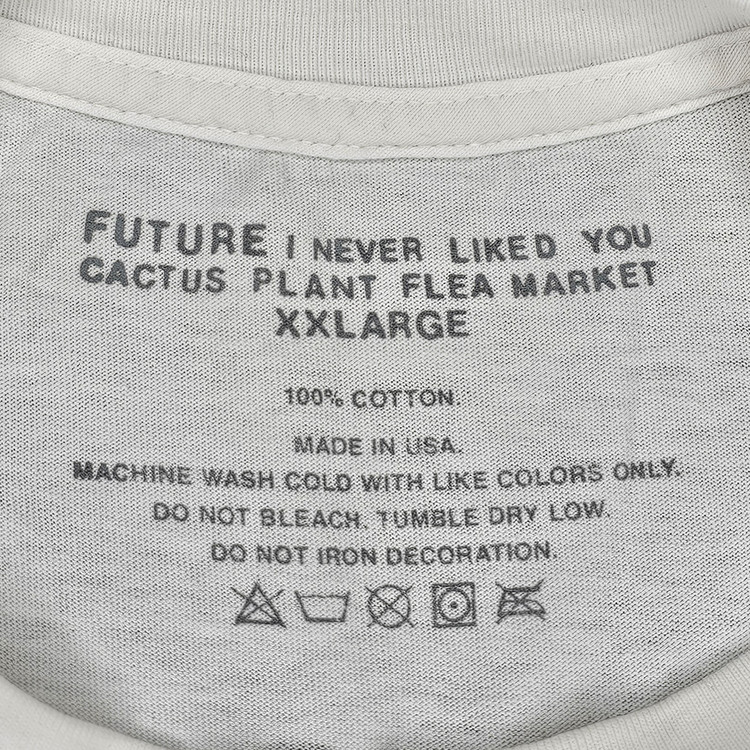 FUTURE I NEVER LIKED YOU
CACTUS PLANT FLEA MARKET
XXLARGE
100% COTTON.
MADE IN USA.
MACHINE WASH COLD WITH LIKE COLORS ONLY.
DO NOT BLEACH. TUMBLE DRY LOW.
DO NOT IRON DECORATION.